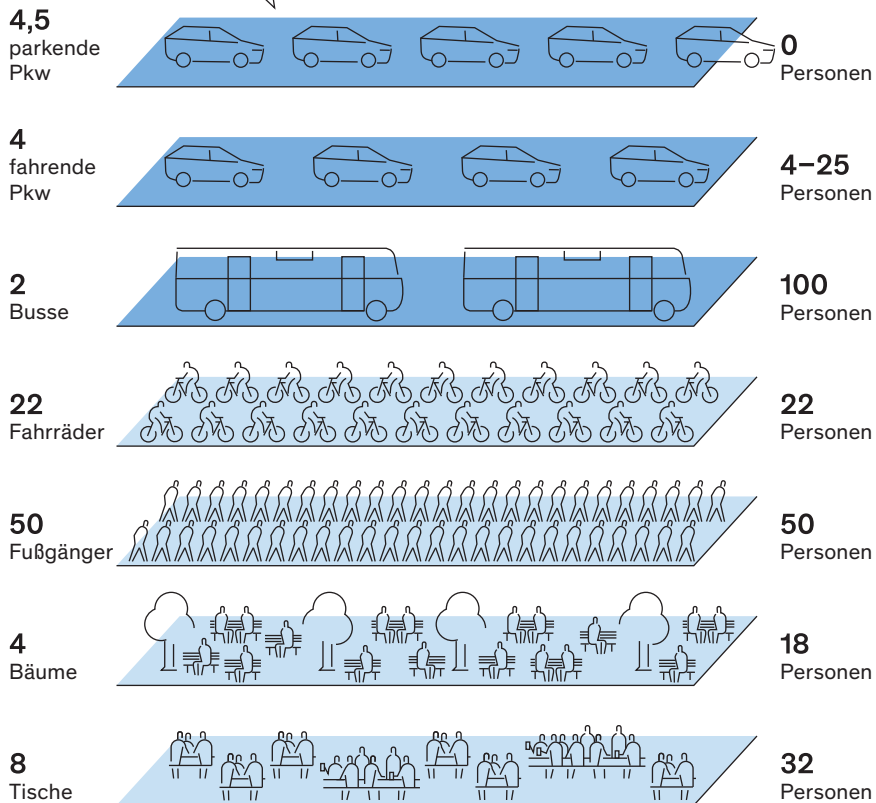 4,5
parkende
Pkw
0
Personen
4
fahrende
Pkw
4–25
Personen
2
Busse
100
Personen
22
Fahrräder
22
Personen
50
Fußgänger
50
Personen
4
Bäume
18
Personen
8
Tische
32
Personen